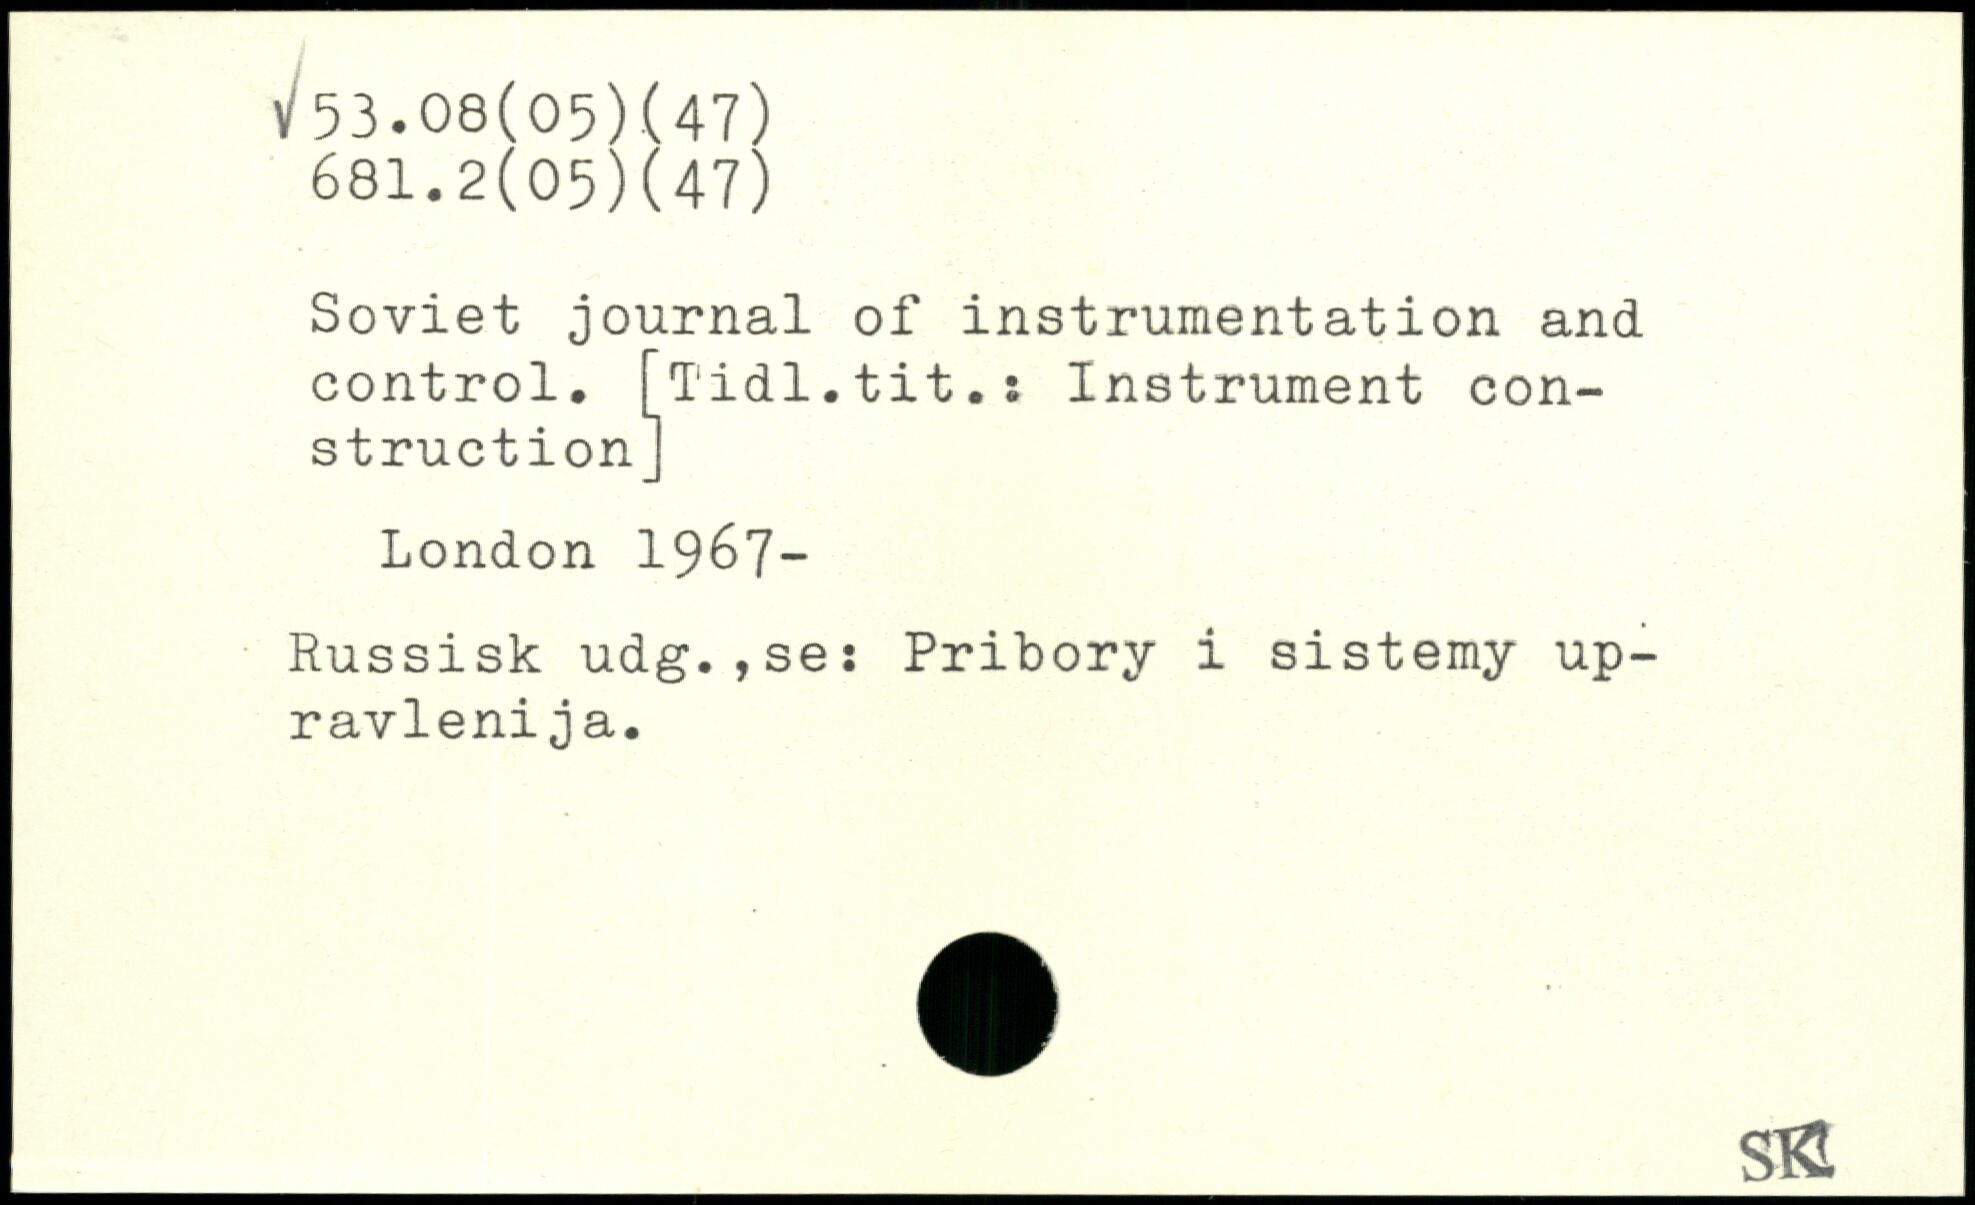 √53.08(05)(47)
681.2(05)(47)
Soviet journal of instrumentation and
control. [Tidl.tit.: Instrument con-
struction]
London 1967-
Russisk udg.,se: Pribory i sistemy up-
ravlenija.
SK